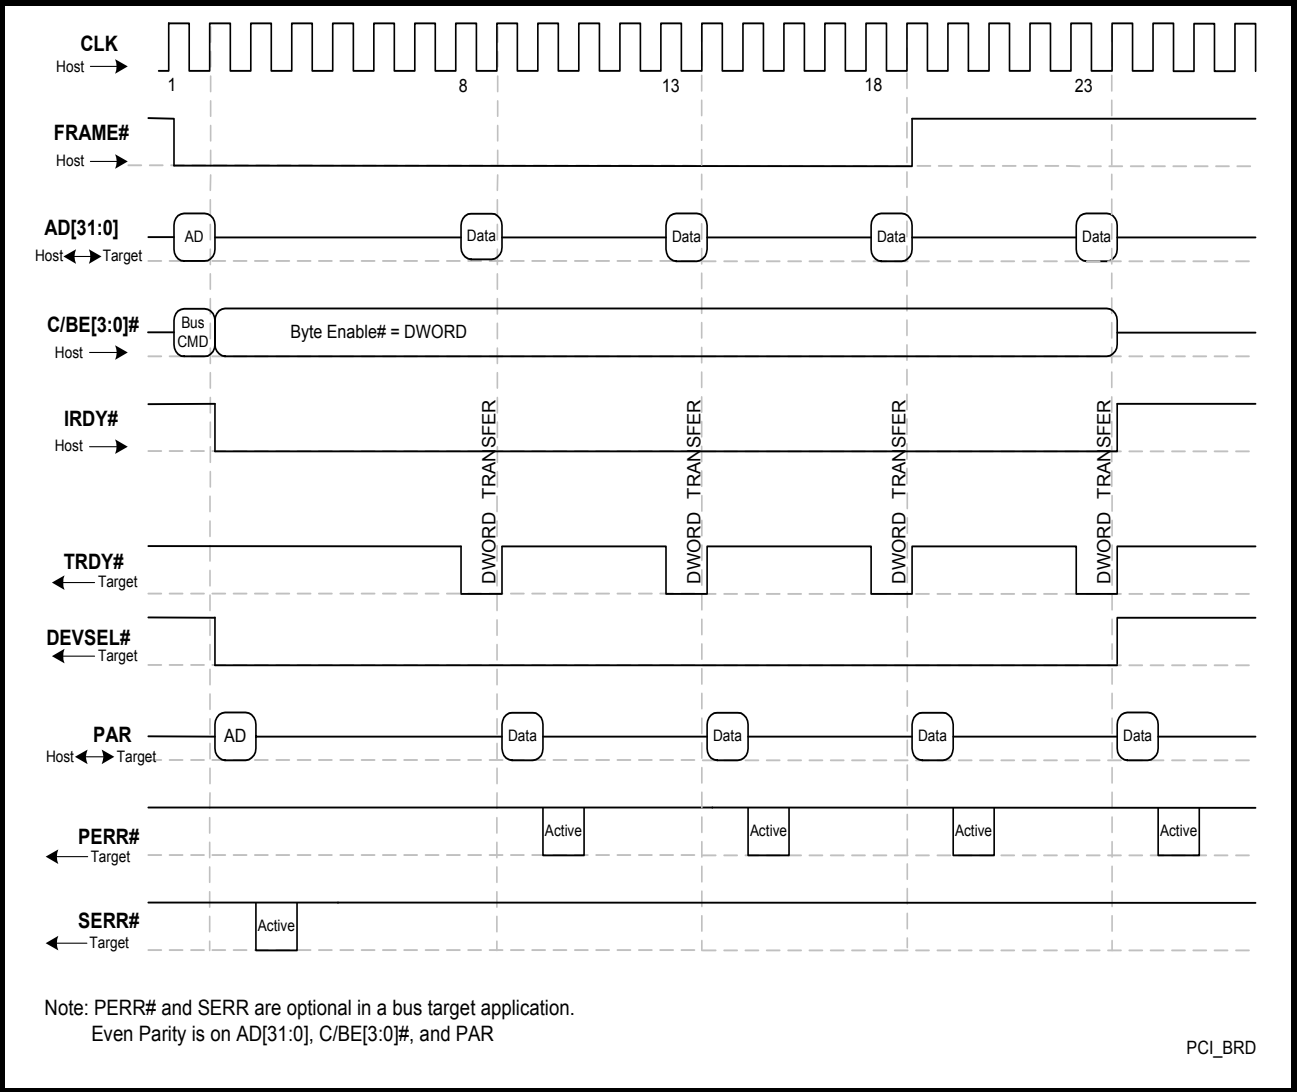 CLK
Host
1
8
13
18
23
FRAME#
Host
AD[31:0]
Host Target
AD
Data
Data
Data
Data
C/BE[3:0]#
Host
Bus
CMD
Byte Enable# = DWORD
IRDY#
Host
DWORD TRANSFER
DWORD TRANSFER
DWORD TRANSFER
DWORD TRANSFER
TRDY#
Target
DEVSEL#
Target
PAR
Host Target
AD
Data
Data
Data
Data
PERR#
Target
Active
Active
Active
Active
SERR#
Target
Active
Note: PERR# and SERR are optional in a bus target application.
Even Parity is on AD[31:0], C/BE[3:0]#, and PAR
PCI_BRD